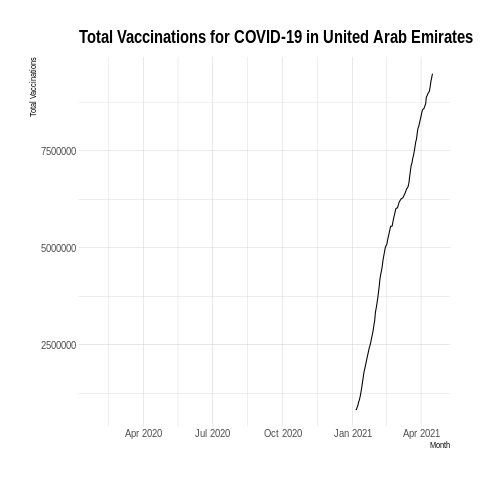 Total Vaccinations for COVID-19 in United Arab Emirates
Total Vaccinations
7500000
5000000
2500000
Apr 2020 Jul 2020 Oct 2020 Jan 2021 Apr 2021
Month